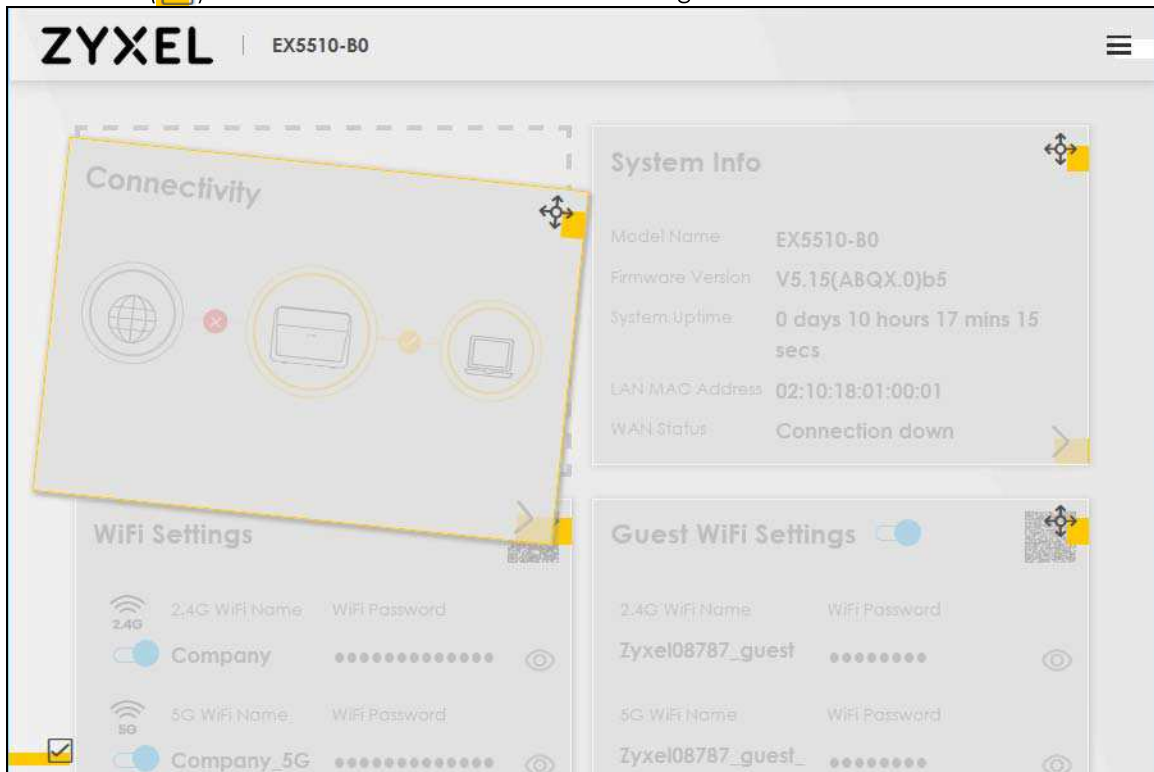 ZYXEL EX5510-B0
Connectivity
System Info
Model Name EX5510-B0
Firmware Version V5.15(ABQX.0)b5
System Uptime 0 days 10 hours 17 mins 15
secs
LAN MAC Address 02:10:18:01:00:01
WAN Status Connection down
WiFi Settings
2.4G
2.4G WiFi Name WiFi Password
Company •••••••••••••
5G
5G WiFi Name WiFi Password
Company_5G •••••••••••••
Guest WiFi Settings
2.4G WiFi Name WiFi Password
Zyxel08787_guest ••••••••
5G WiFi Name WiFi Password
Zyxel08787_guest_ ••••••••